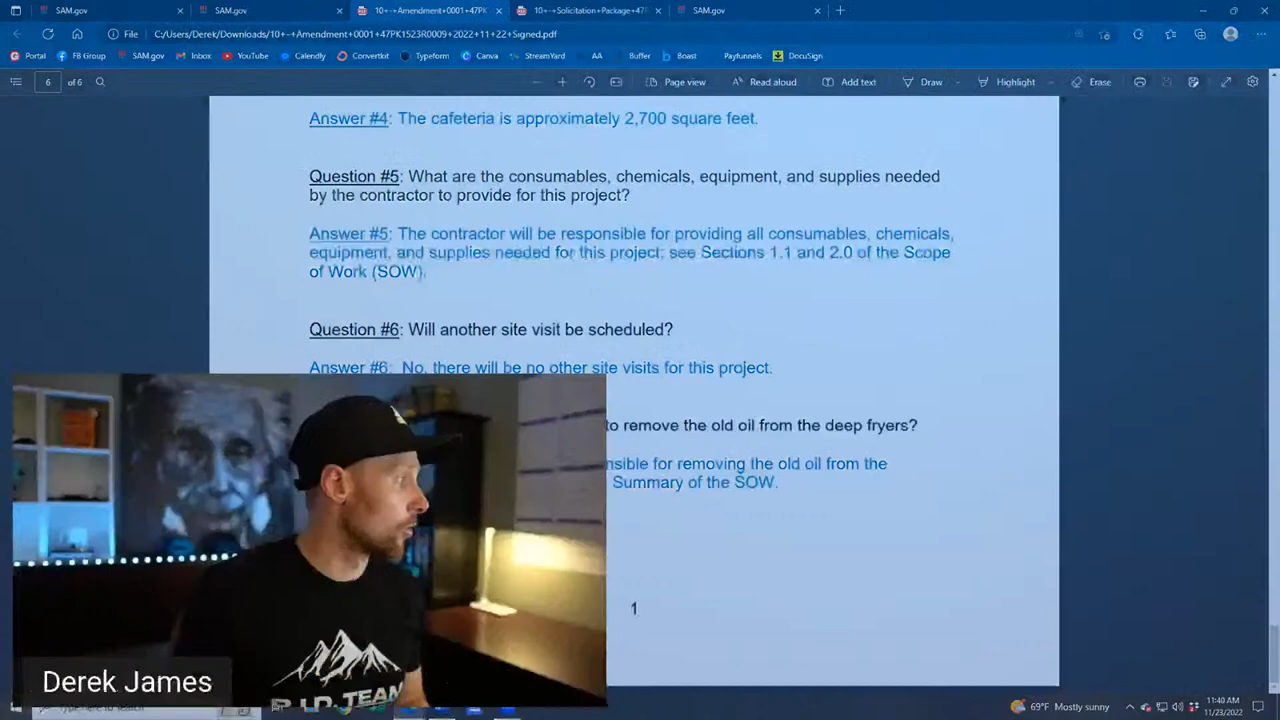 SAM.gov
SAM.gov
10+-+Amendment+0001+47PK
10+-+Solicitation+Package+47
SAM.gov
File
C:/Users/Derek/Downloads/10+-+Amendment+0001+47PK1523R0009+2022+11+22+Signed.pdf
Portal
FB Group
SAM.gov
Inbox
YouTube
Calendly
Convertkit
Typeform
Canva
StreamYard
AA
Buffer
Boast
Payfunnels
DocuSign
6 of 6
Page view
Read aloud
Add text
Draw
Highlight
Erase
Answer #4: The cafeteria is approximately 2,700 square feet.
Question #5: What are the consumables, chemicals, equipment, and supplies needed
by the contractor to provide for this project?
Answer #5: The contractor will be responsible for providing all consumables, chemicals,
equipment, and supplies needed for this project; see Sections 1.1 and 2.0 of the Scope
of Work (SOW).
Question #6: Will another site visit be scheduled?
Answer #6: No, there will be no other site visits for this project.
to remove the old oil from the deep fryers?
nsible for removing the old oil from the
Summary of the SOW.
1
R.I.P. TEAM
Derek James
Type here to search
69°F Mostly sunny
11:40 AM
11/23/2022